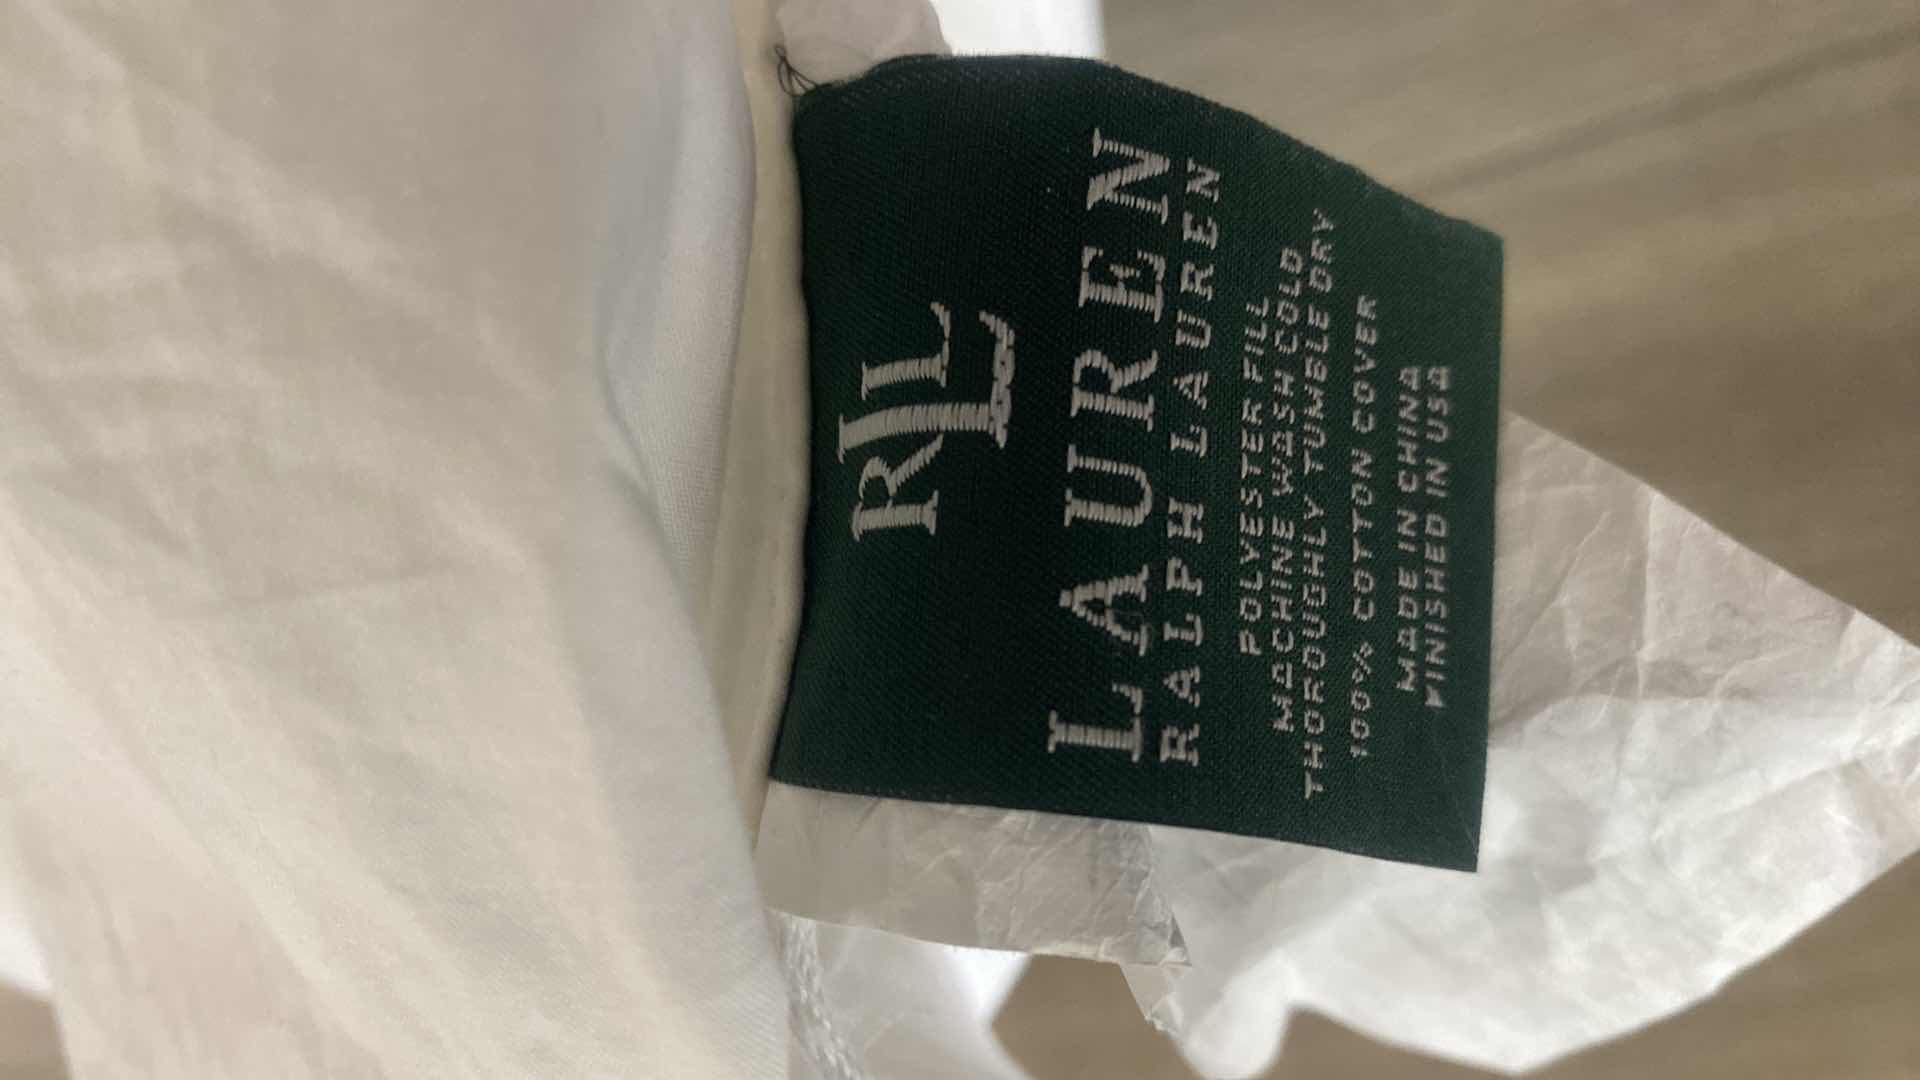 RLL
LAUREN
RALPH LAUREN
POLYESTER FILL
MACHINE WASH COLD
THOROUGHLY TUMBLE DRY
100% COTTON COVER
MADE IN CHINA
FINISHED IN USA